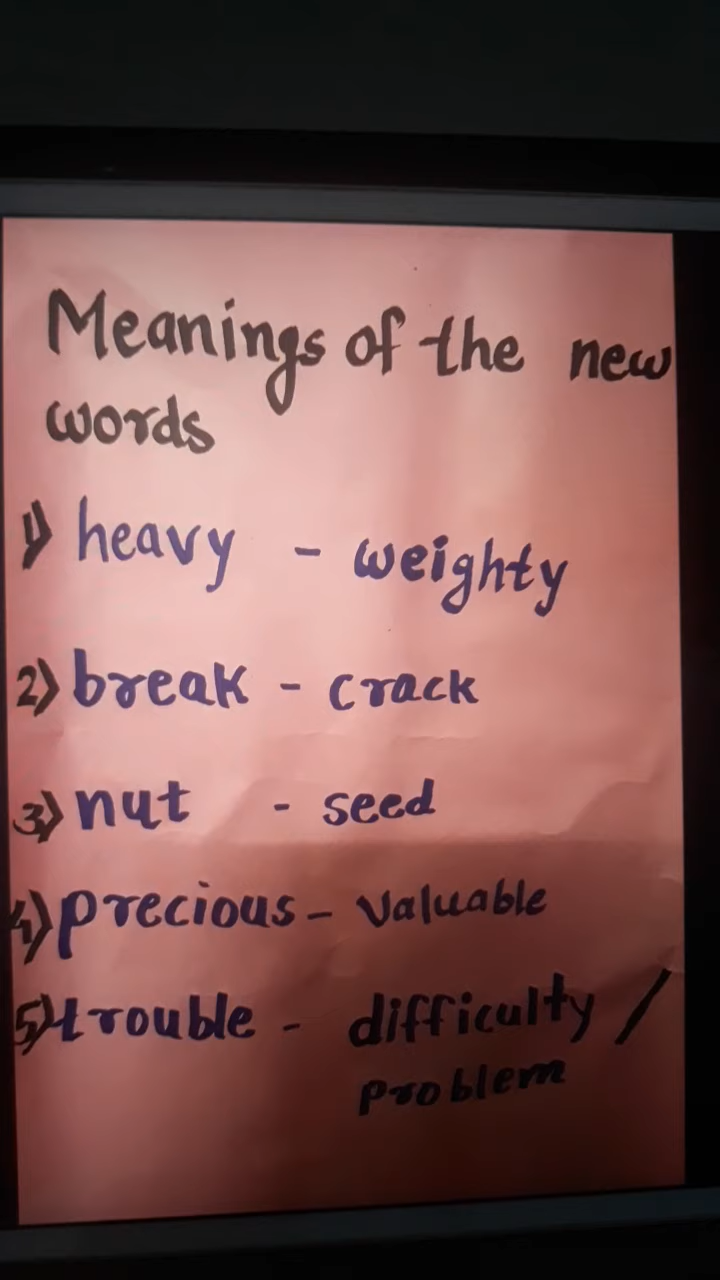 Meanings of the new
words
1) heavy - weighty
2) break - crack
3) nut - seed
4) precious - valuable
5) trouble - difficulty /
problem